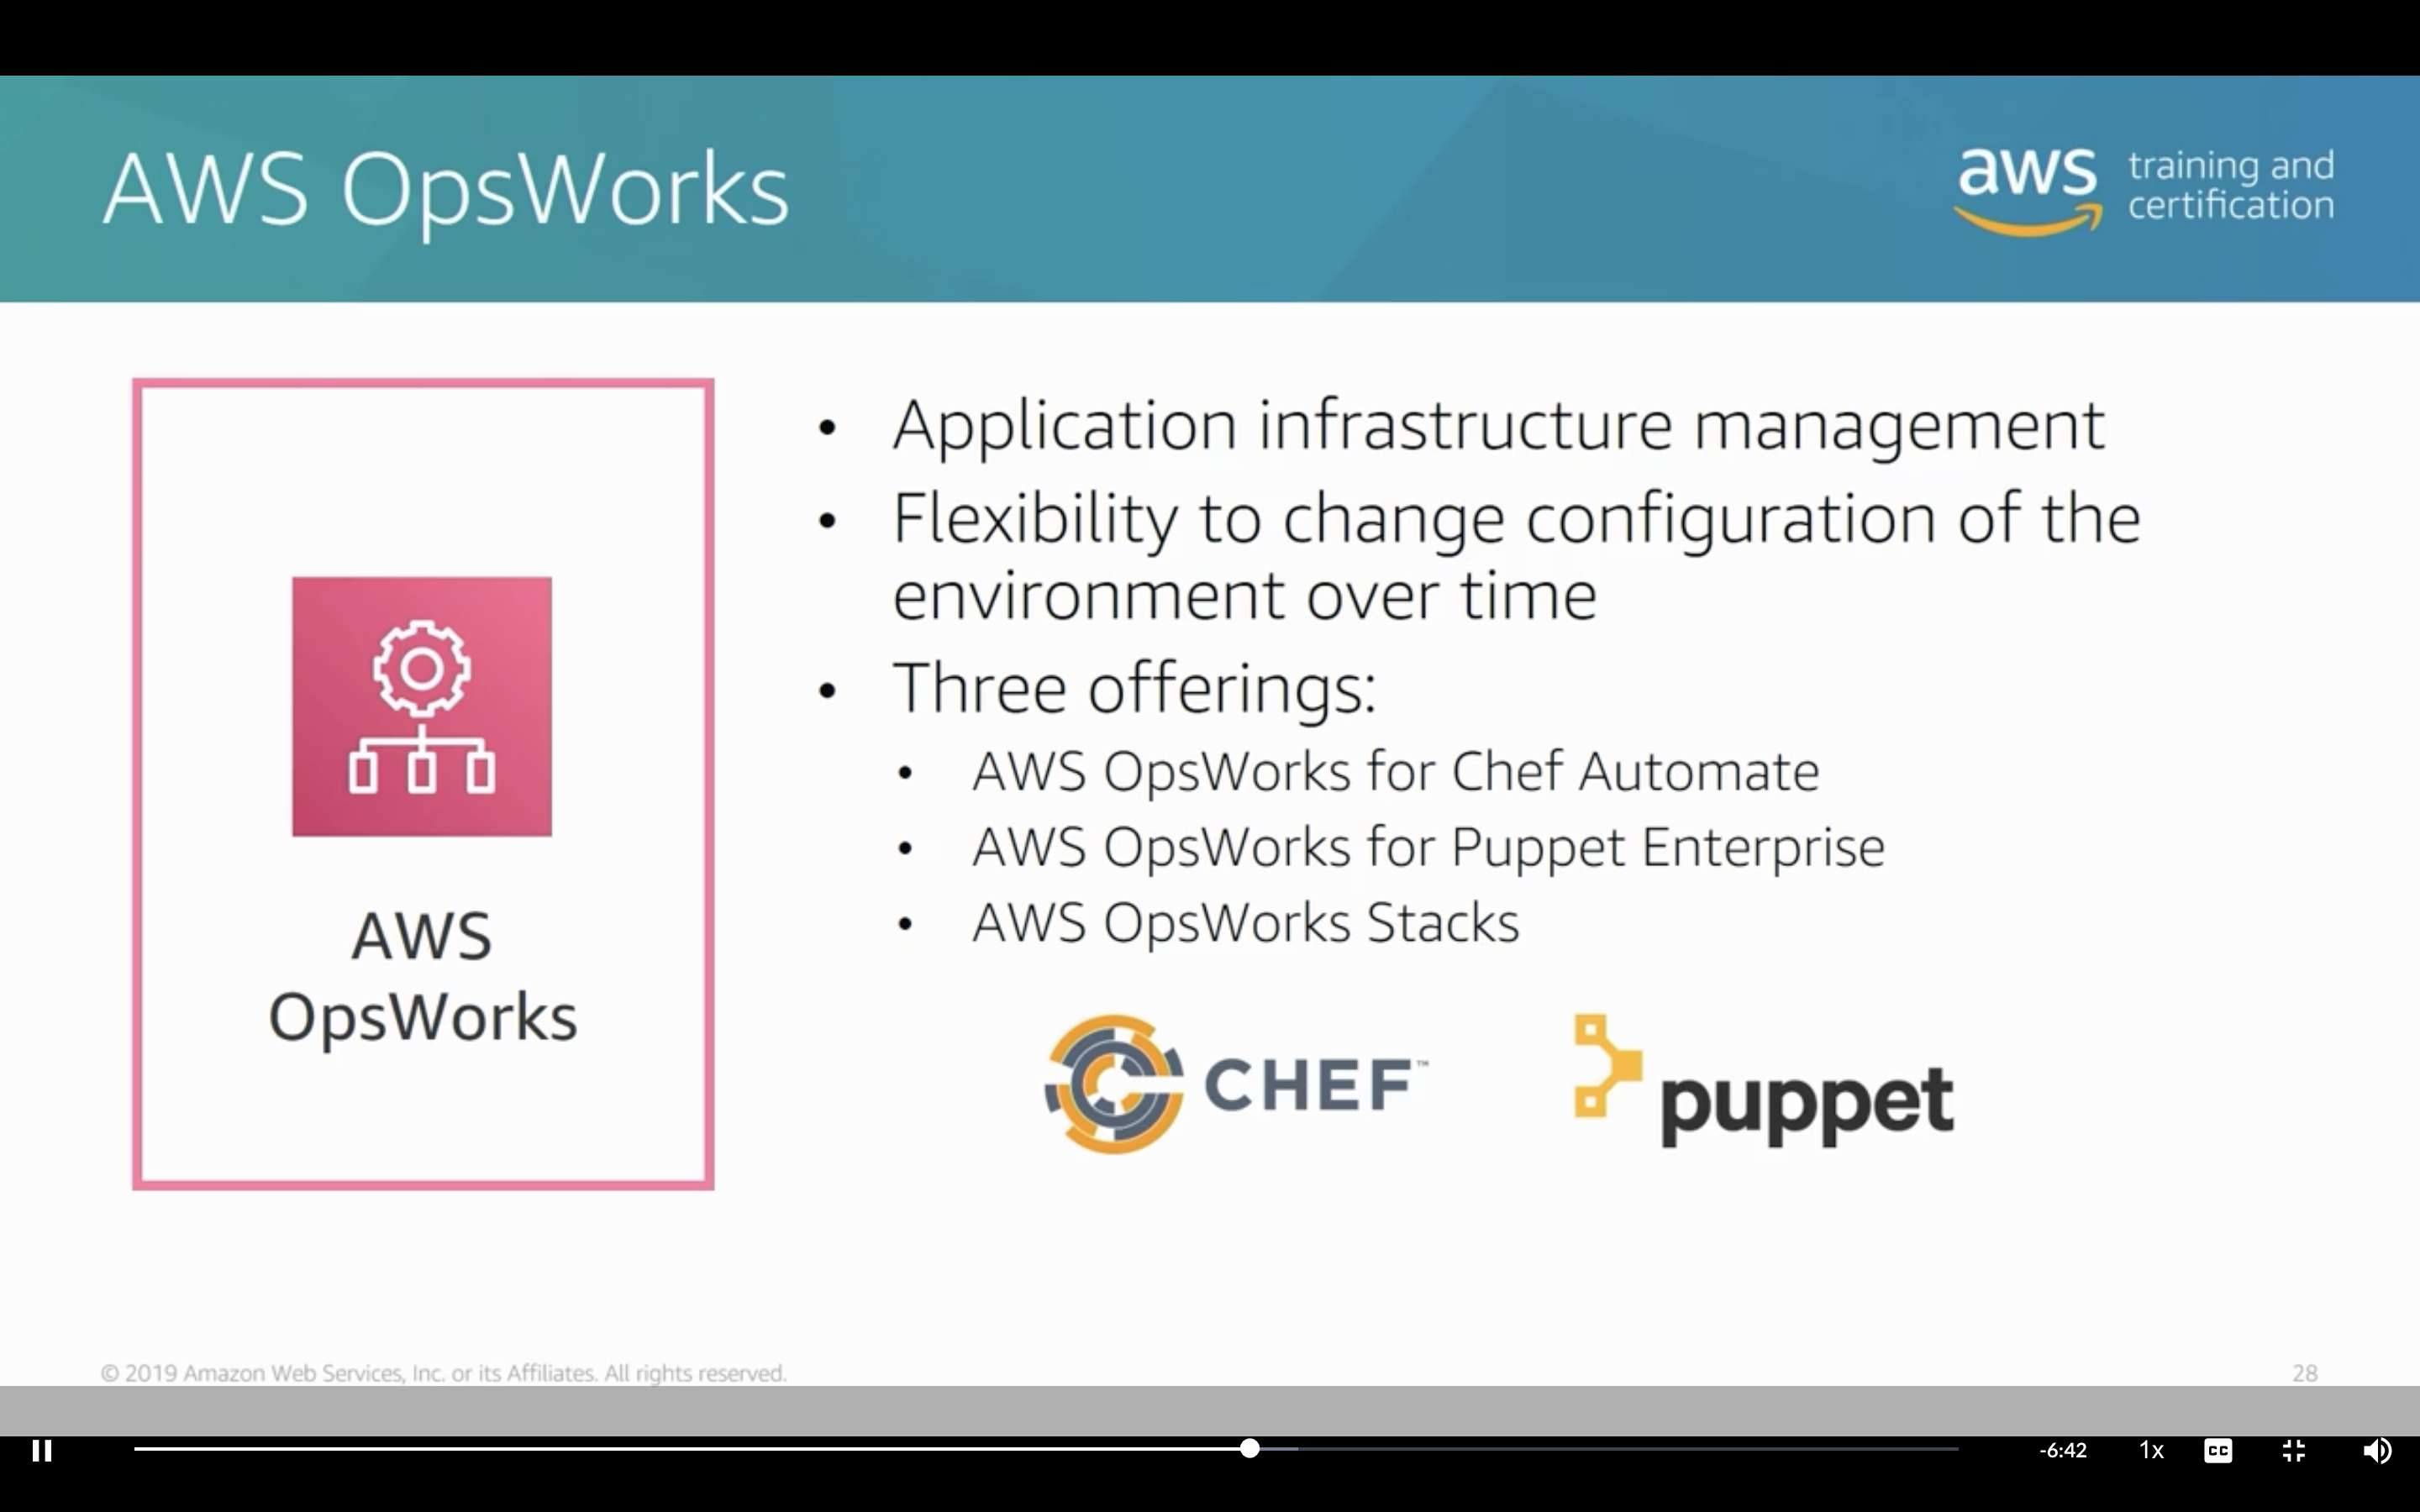 AWS OpsWorks
aws training and
certification
• Application infrastructure management
• Flexibility to change configuration of the
environment over time
• Three offerings:
• AWS OpsWorks for Chef Automate
• AWS OpsWorks for Puppet Enterprise
• AWS OpsWorks Stacks
AWS
OpsWorks
CHEF™
puppet
© 2019 Amazon Web Services, Inc. or its Affiliates. All rights reserved.
28
-6:42
1x
CC